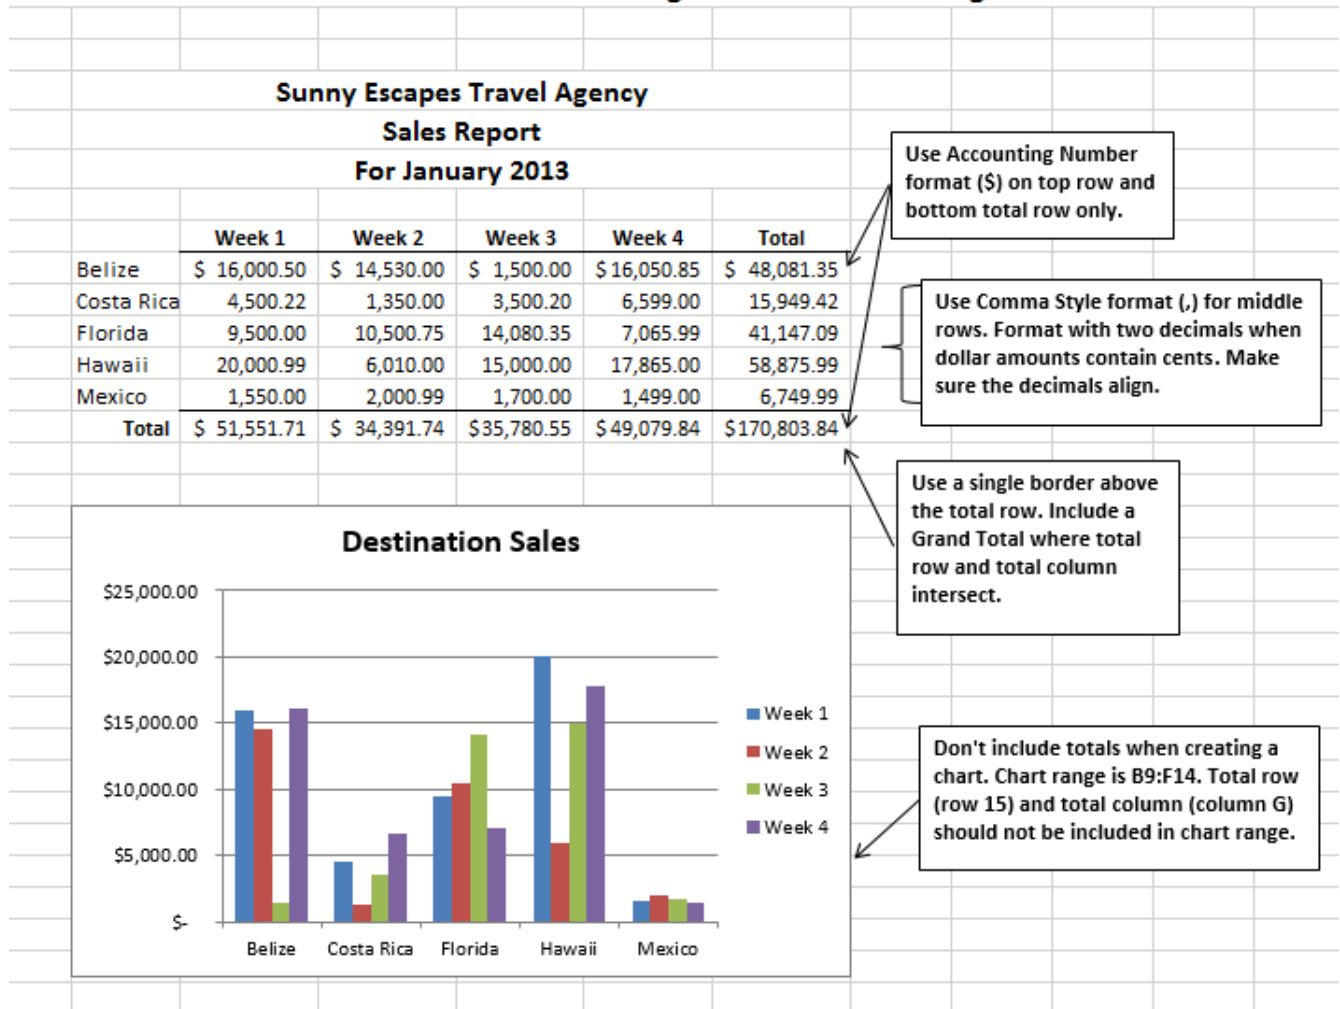 Sunny Escapes Travel Agency
Sales Report
For January 2013
Week 1 Week 2 Week 3 Week 4 Total
Belize $ 16,000.50 $ 14,530.00 $ 1,500.00 $16,050.85 $ 48,081.35
Costa Rica 4,500.22 1,350.00 3,500.20 6,599.00 15,949.42
Florida 9,500.00 10,500.75 14,080.35 7,065.99 41,147.09
Hawaii 20,000.99 6,010.00 15,000.00 17,865.00 58,875.99
Mexico 1,550.00 2,000.99 1,700.00 1,499.00 6,749.99
Total $ 51,551.71 $ 34,391.74 $35,780.55 $49,079.84 $170,803.84
Use Accounting Number
format ($) on top row and
bottom total row only.
Use Comma Style format (,) for middle
rows. Format with two decimals when
dollar amounts contain cents. Make
sure the decimals align.
Use a single border above
the total row. Include a
Grand Total where total
row and total column
intersect.
Destination Sales
$25,000.00
$20,000.00
$15,000.00
$10,000.00
$5,000.00
$-
Belize Costa Rica Florida Hawaii Mexico
Week 1
Week 2
Week 3
Week 4
Don't include totals when creating a
chart. Chart range is B9:F14. Total row
(row 15) and total column (column G)
should not be included in chart range.